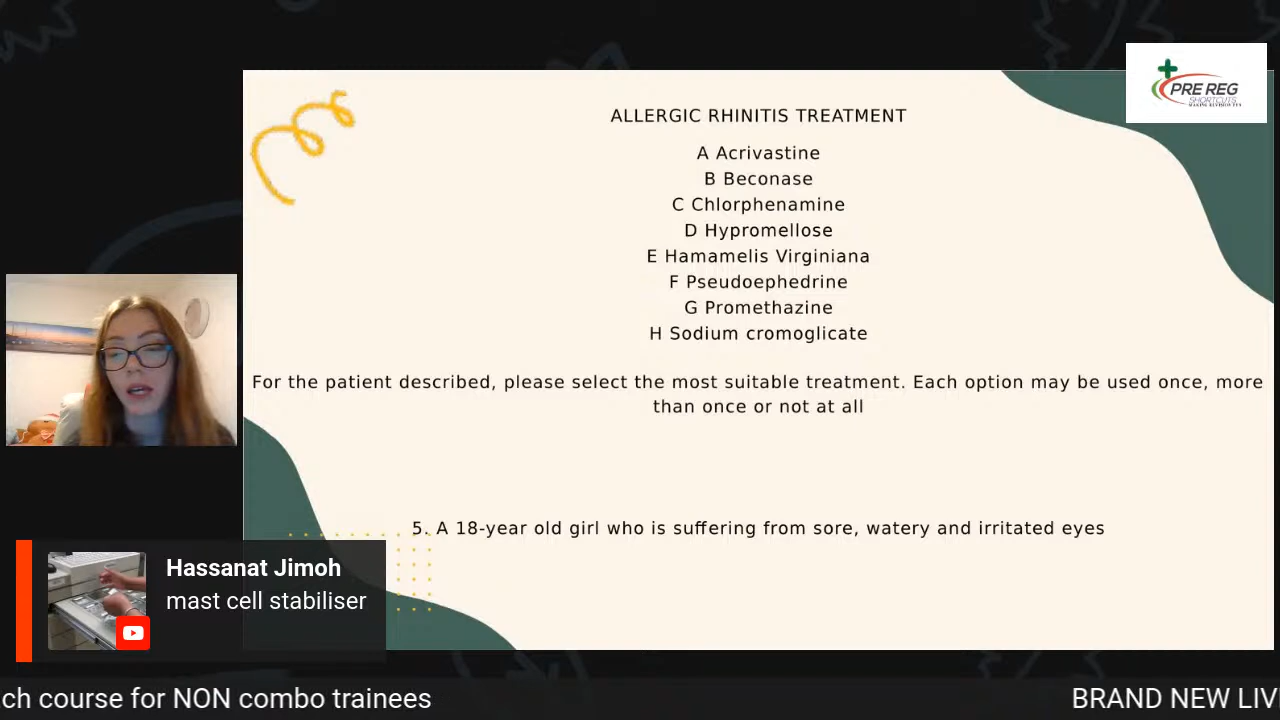 PRE REG
SHORTCUTS
ALLERGIC RHINITIS TREATMENT
A Acrivastine
B Beconase
C Chlorphenamine
D Hypromellose
E Hamamelis Virginiana
F Pseudoephedrine
G Promethazine
H Sodium cromoglicate
For the patient described, please select the most suitable treatment. Each option may be used once, more
than once or not at all
5. A 18-year old girl who is suffering from sore, watery and irritated eyes
Hassanat Jimoh
mast cell stabiliser
ch course for NON combo trainees
BRAND NEW LIV